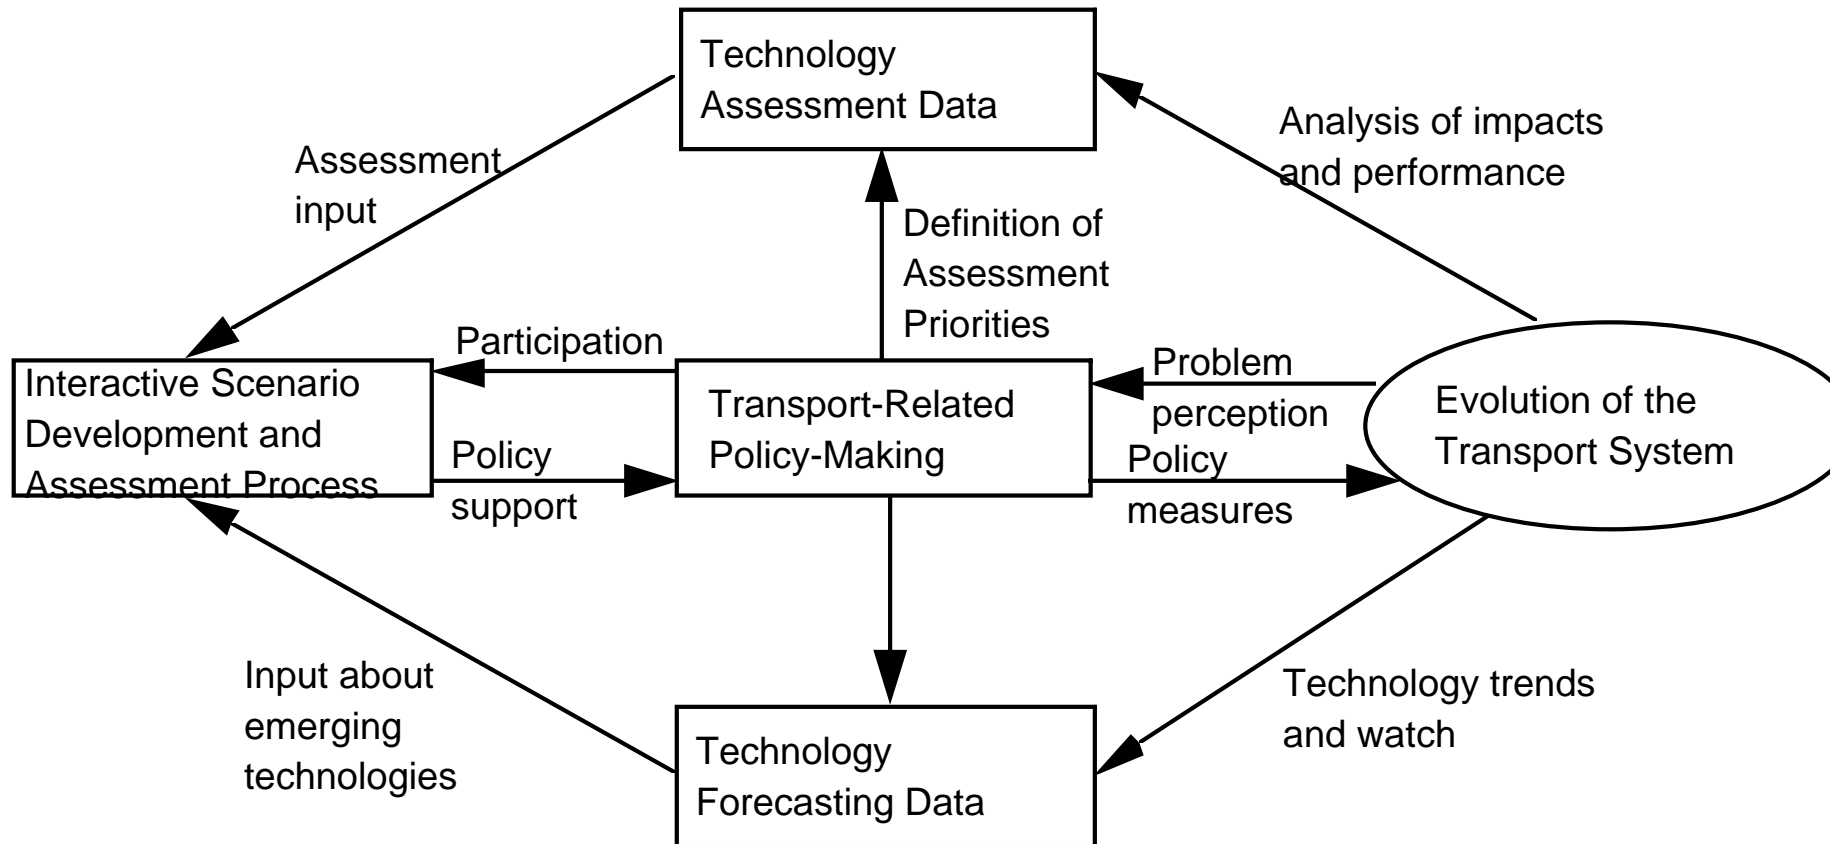 Technology
Assessment Data
Analysis of impacts
and performance
Assessment
input
Definition of
Assessment
Priorities
Participation
Problem
perception
Interactive Scenario
Development and
Assessment Process
Transport-Related
Policy-Making
Evolution of the
Transport System
Policy
support
Policy
measures
Input about
emerging
technologies
Technology trends
and watch
Technology
Forecasting Data